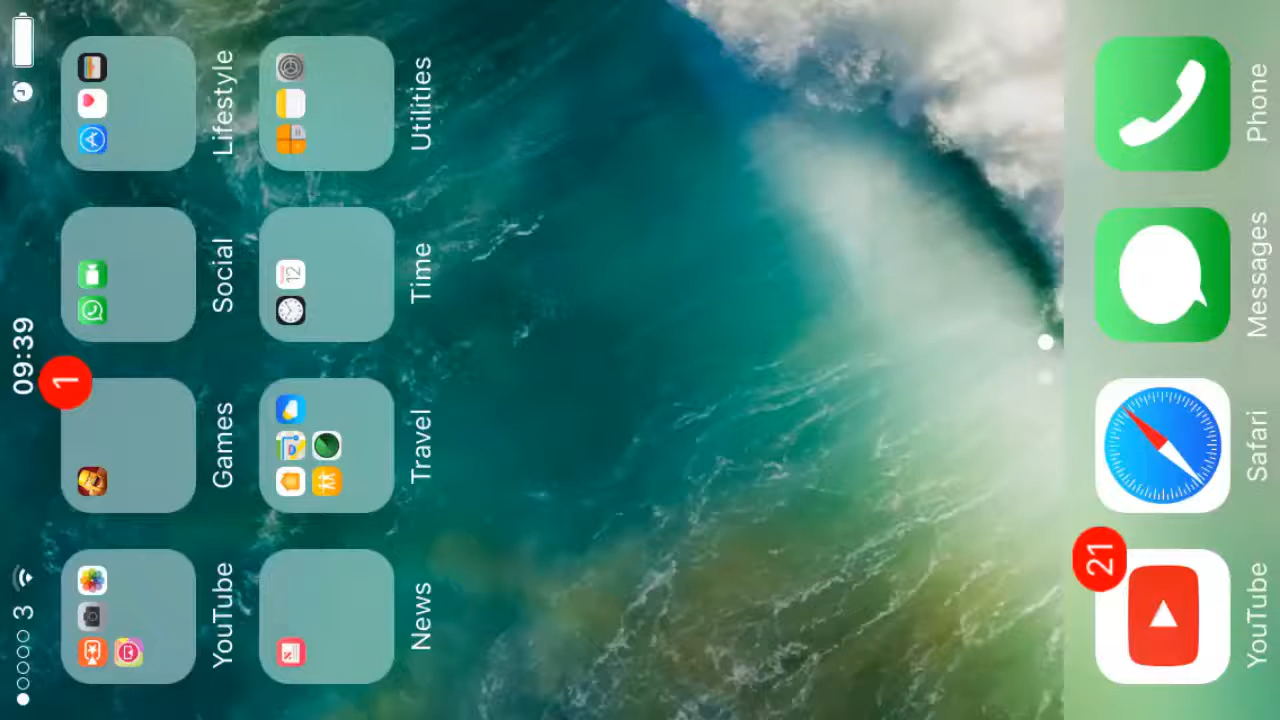 3 09:39
1
YouTube Games Social Lifestyle
12
News Travel Time Utilities
21
YouTube Safari Messages Phone